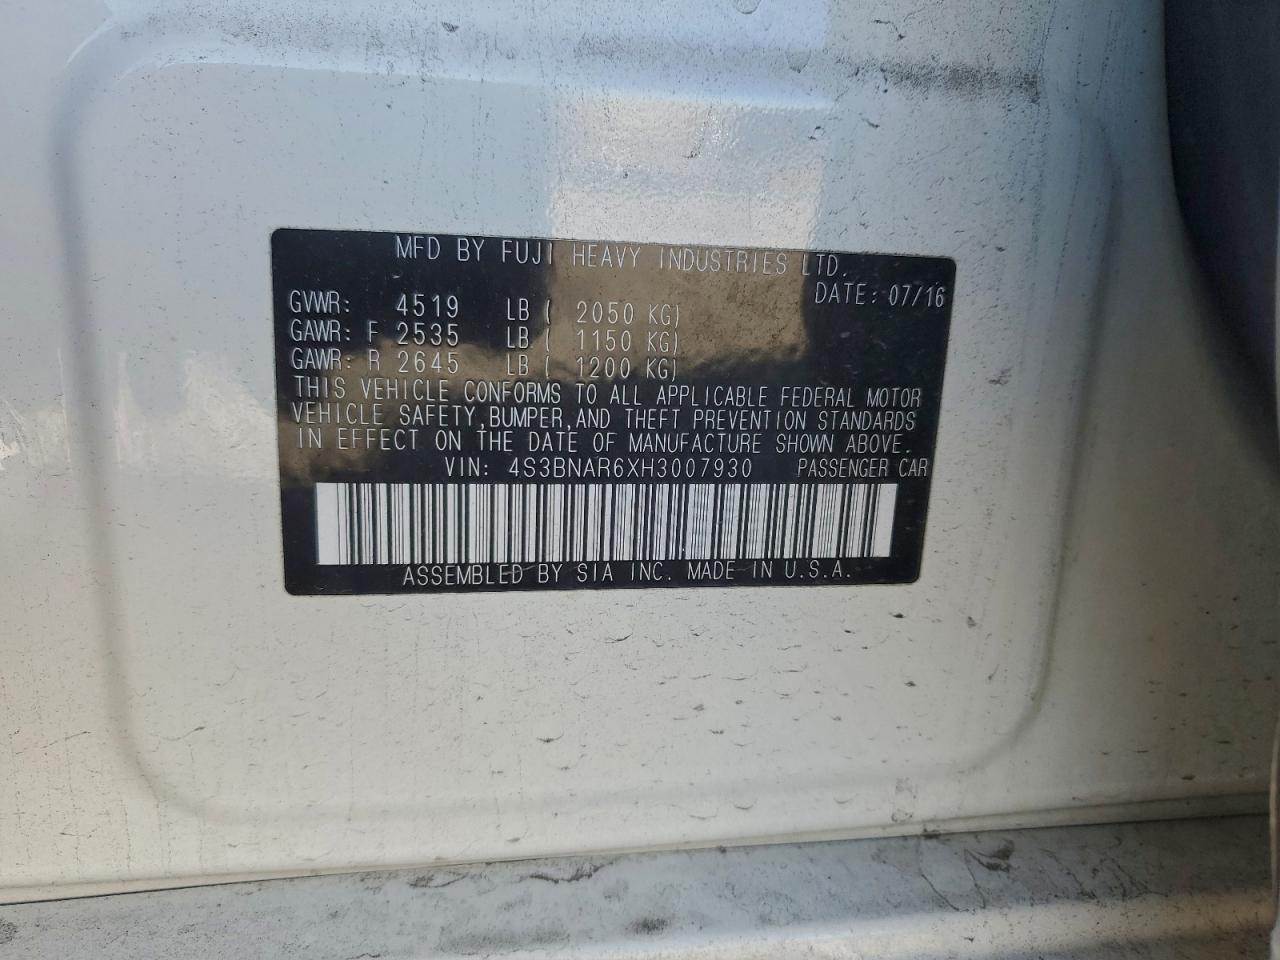 MFD BY FUJI HEAVY INDUSTRIES LTD.
DATE: 07/16
GVWR: 4519 LB ( 2050 KG)
GAWR: F 2535 LB ( 1150 KG)
GAWR: R 2645 LB ( 1200 KG)
THIS VEHICLE CONFORMS TO ALL APPLICABLE FEDERAL MOTOR
VEHICLE SAFETY, BUMPER, AND THEFT PREVENTION STANDARDS
IN EFFECT ON THE DATE OF MANUFACTURE SHOWN ABOVE.
VIN: 4S3BNAR6XH3007930 PASSENGER CAR
ASSEMBLED BY SIA INC. MADE IN U.S.A.